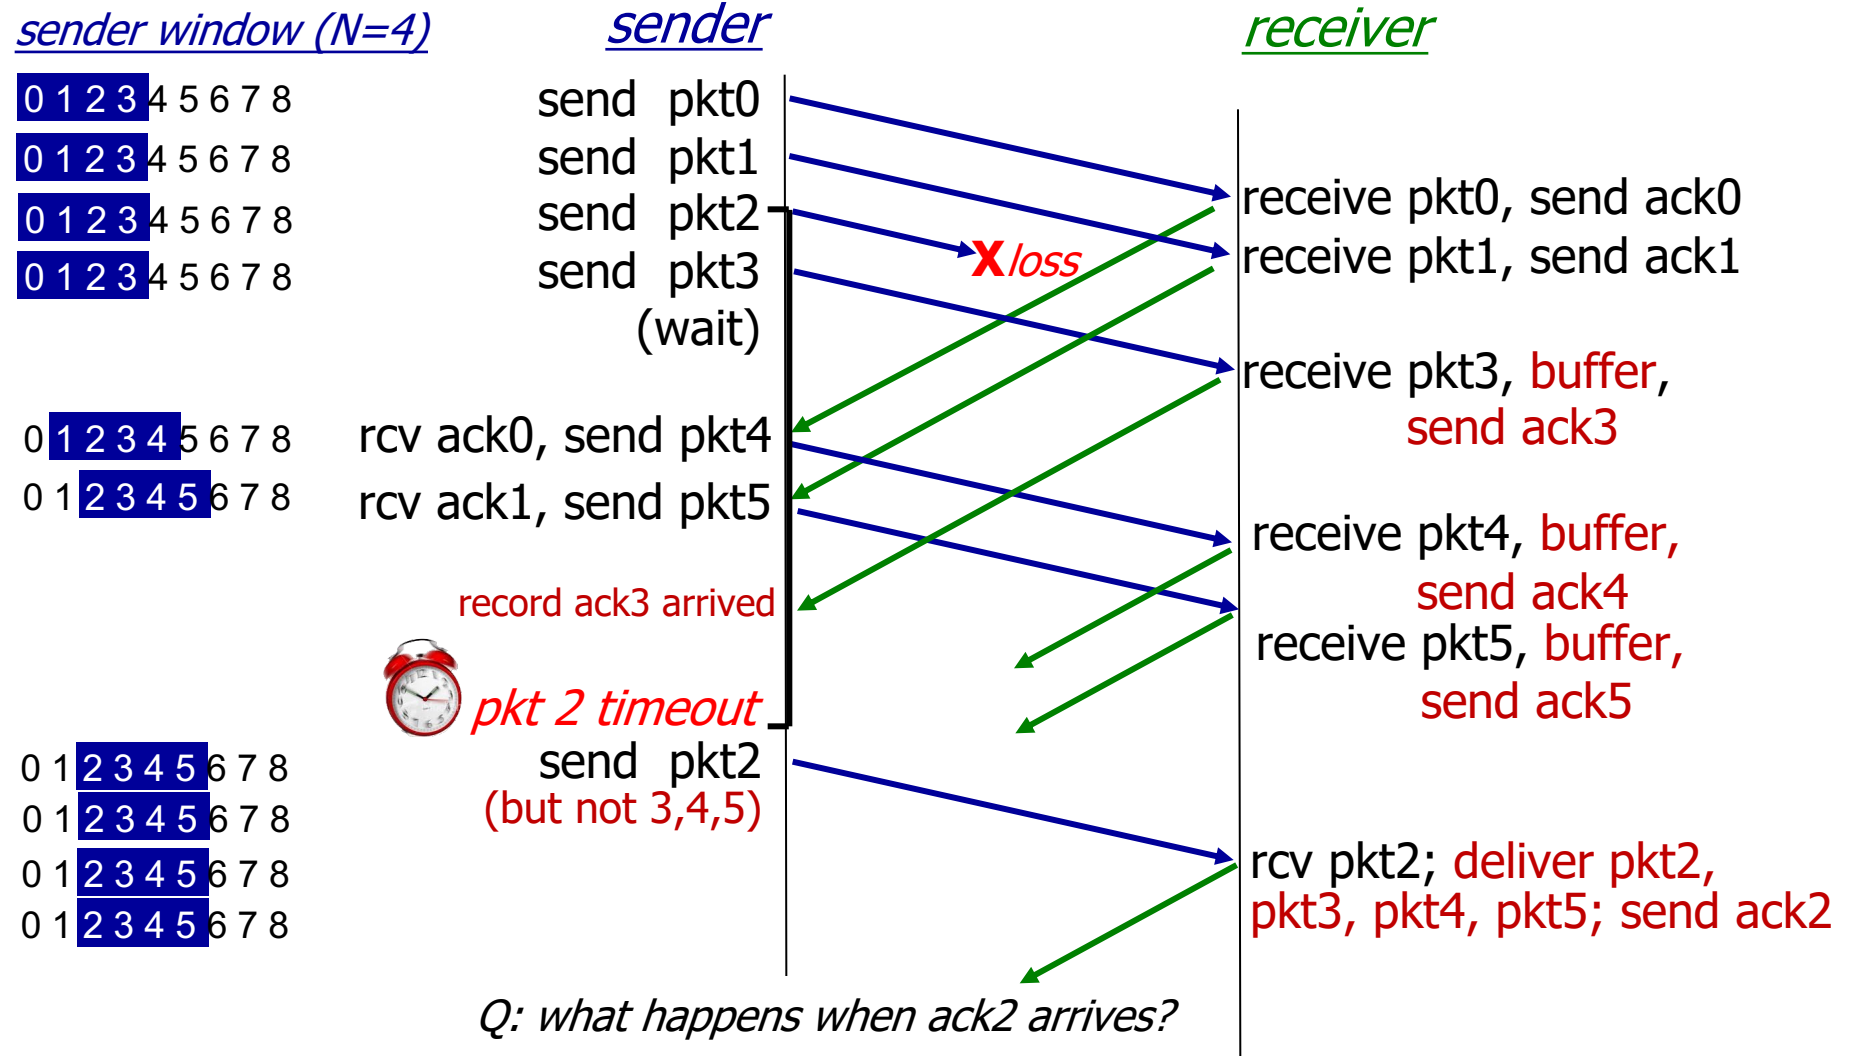 sender window (N=4)
sender
receiver
0 1 2 3 4 5 6 7 8
send pkt0
0 1 2 3 4 5 6 7 8
send pkt1
0 1 2 3 4 5 6 7 8
send pkt2
receive pkt0, send ack0
0 1 2 3 4 5 6 7 8
send pkt3
X loss
receive pkt1, send ack1
(wait)
receive pkt3, buffer,
send ack3
0 1 2 3 4 5 6 7 8
rcv ack0, send pkt4
0 1 2 3 4 5 6 7 8
rcv ack1, send pkt5
receive pkt4, buffer,
send ack4
record ack3 arrived
receive pkt5, buffer,
send ack5
pkt 2 timeout
0 1 2 3 4 5 6 7 8
send pkt2
0 1 2 3 4 5 6 7 8
(but not 3,4,5)
0 1 2 3 4 5 6 7 8
rcv pkt2; deliver pkt2,
0 1 2 3 4 5 6 7 8
pkt3, pkt4, pkt5; send ack2
Q: what happens when ack2 arrives?